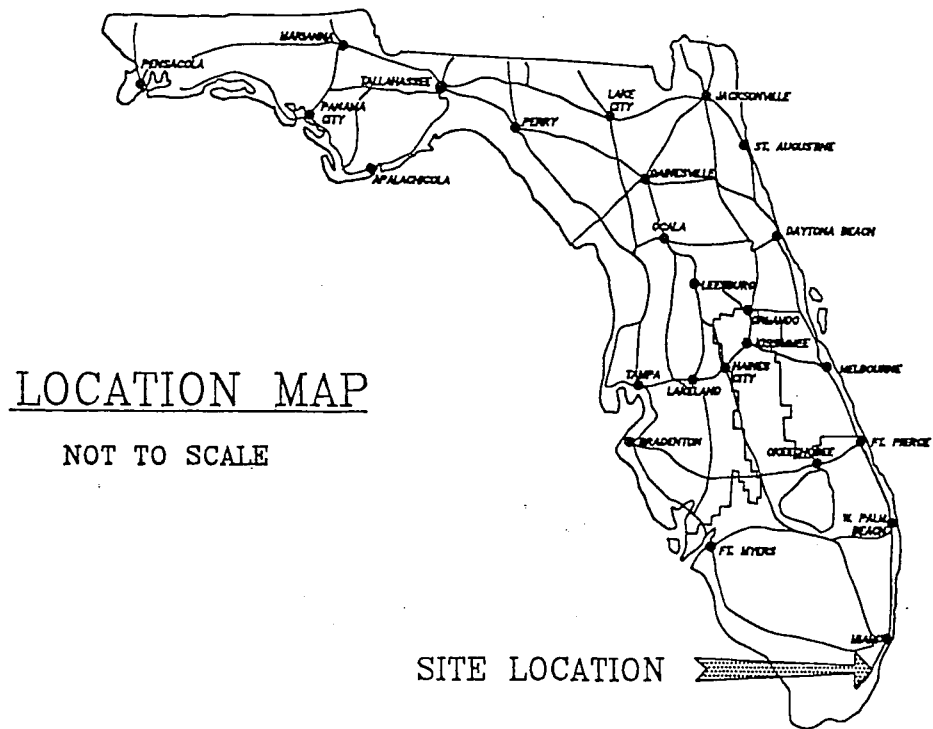 MARIANNA
PENSACOLA
TALLAHASSEE
PANAMA
CITY
APALACHICOLA
PERRY
LAKE
CITY
JACKSONVILLE
ST. AUGUSTINE
GAINESVILLE
OCALA
DAYTONA BEACH
LEESBURG
ORLANDO
KISSIMMEE
TAMPA
LAKELAND
HAINES
CITY
MELBOURNE
LOCATION MAP
NOT TO SCALE
BRADENTON
OKEECHOBEE
FT. PIERCE
W. PALM
BEACH
FT. MYERS
MIAMI
SITE LOCATION